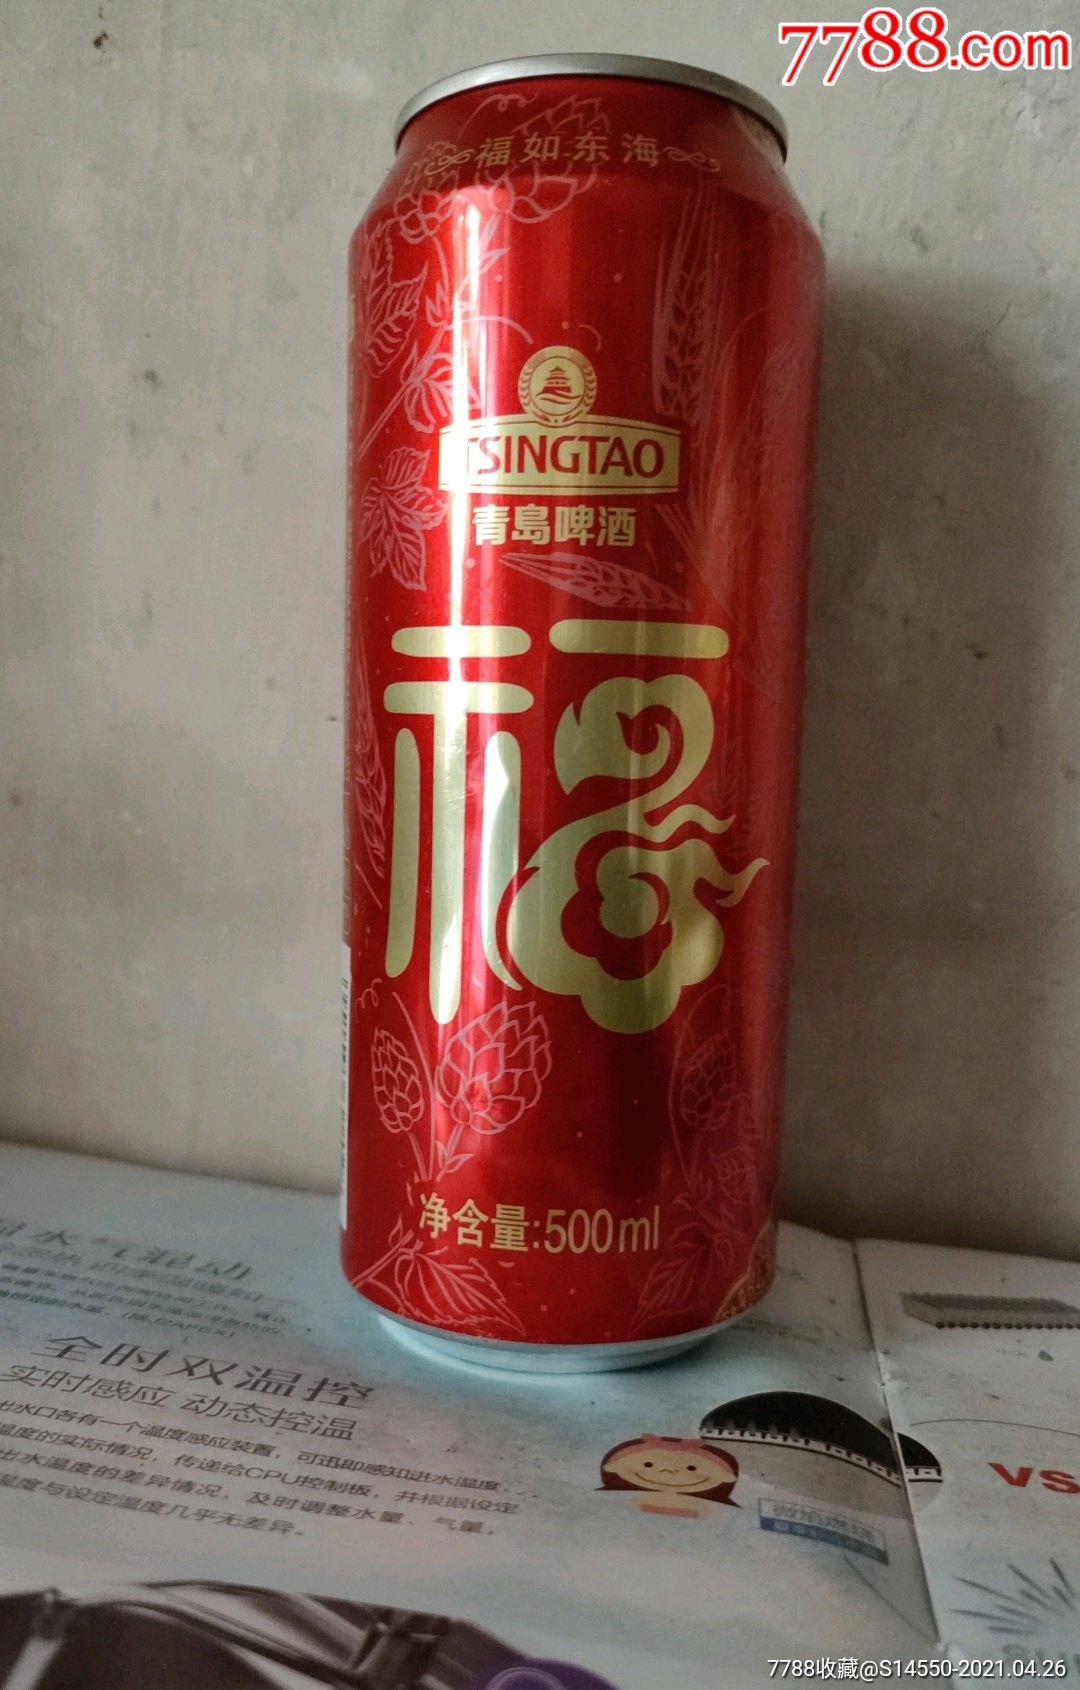 7788.com
福如东海
TSINGTAO
青島啤酒
福
净含量:500ml
全时双温控
实时感应 动态控温
出水口各有一个温度感应装置，可迅即感知进水温度、
温度的实际情况，传递给CPU控制板，并根据设定
出水温度的差异情况，及时调整水量、气量，
温度与设定温度几乎无差异。
VS
7788收藏@S14550-2021.04.26